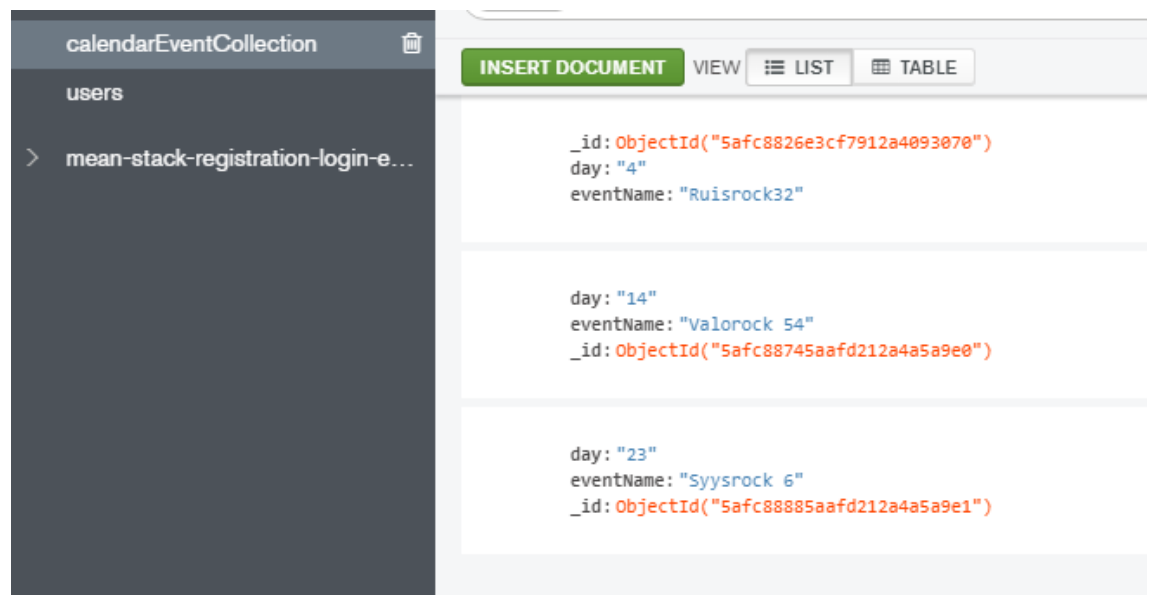 calendarEventCollection
users
mean-stack-registration-login-e...
INSERT DOCUMENT VIEW LIST TABLE
_id: ObjectId("5afc8826e3cf7912a4093070")
day: "4"
eventName: "Ruisrock32"
day: "14"
eventName: "Valorock 54"
_id: ObjectId("5afc88745aafd212a4a5a9e0")
day: "23"
eventName: "Syysrock 6"
_id: ObjectId("5afc88885aafd212a4a5a9e1")